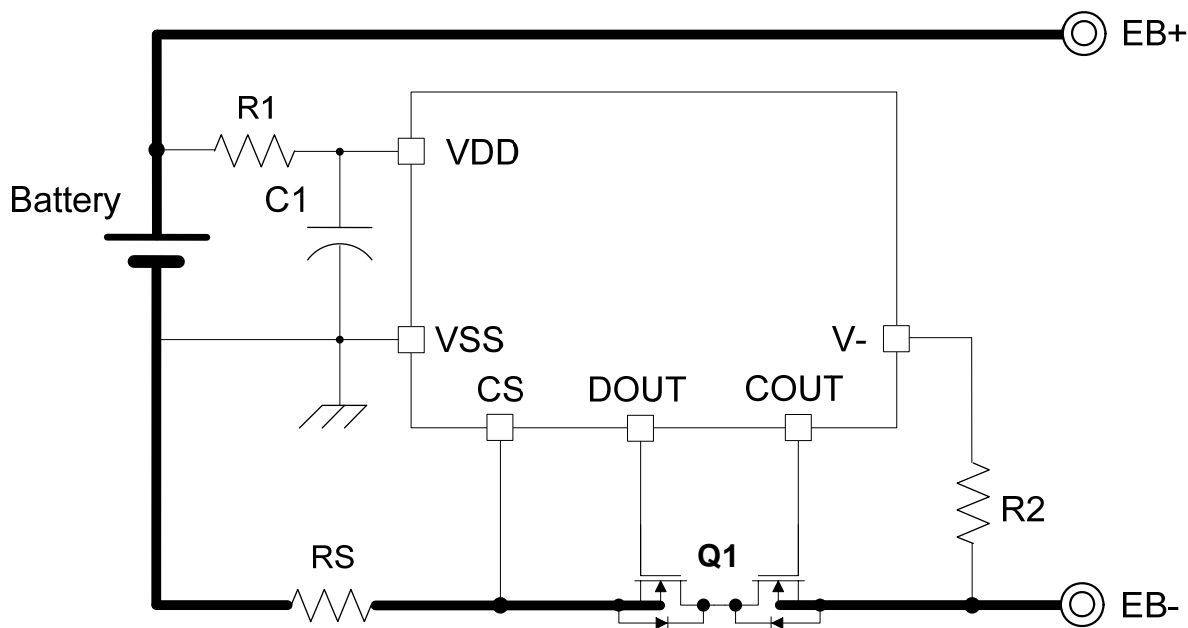 EB+
R1
VDD
Battery
C1
VSS
V-
CS
DOUT
COUT
R2
RS
Q1
EB-